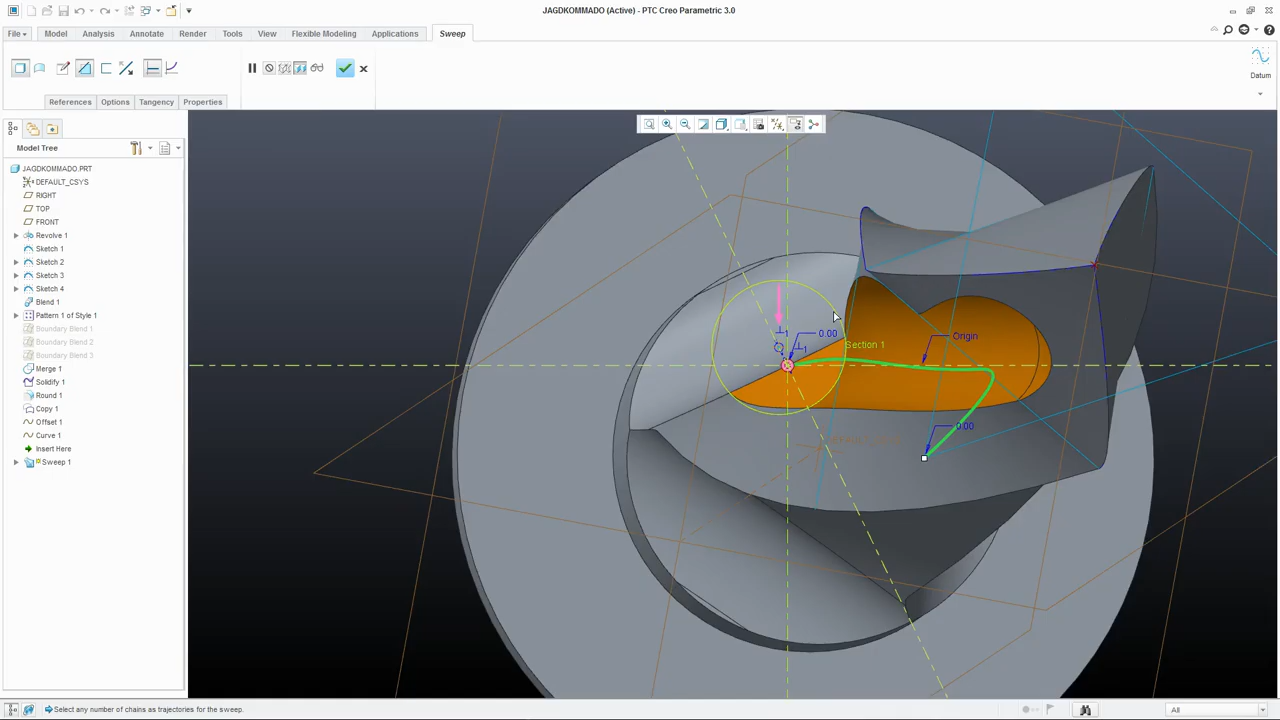 JAGDKOMMADO (Active) - PTC Creo Parametric 3.0
File
Model
Analysis
Annotate
Render
Tools
View
Flexible Modeling
Applications
Sweep
Datum
References
Options
Tangency
Properties
Model Tree
JAGDKOMMADO.PRT
DEFAULT_CSYS
RIGHT
TOP
FRONT
Revolve 1
Sketch 1
Sketch 2
Sketch 3
Sketch 4
Blend 1
Pattern 1 of Style 1
Boundary Blend 1
Boundary Blend 2
Boundary Blend 3
Merge 1
Solidify 1
Round 1
Copy 1
Offset 1
Curve 1
Insert Here
Sweep 1
0.00
Origin
1
Section 1
1
0.00
Select any number of chains as trajectories for the sweep.
All